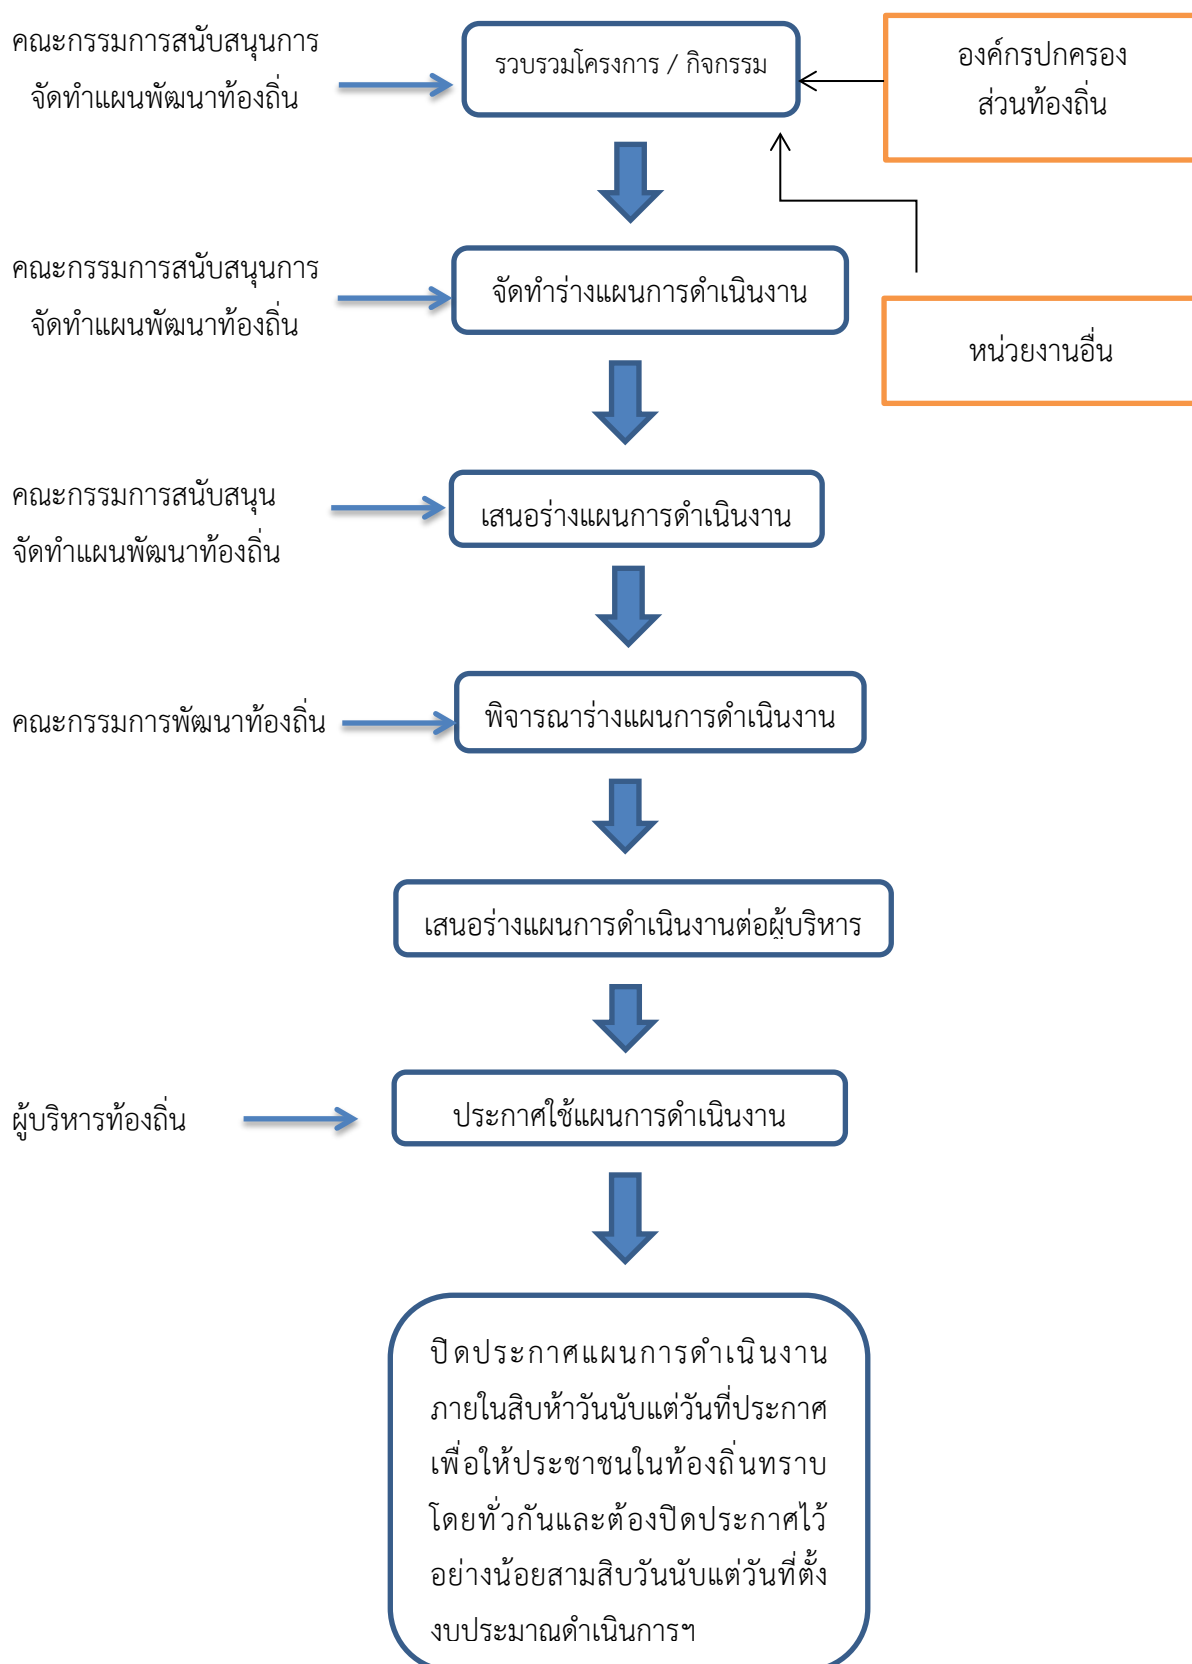 คณะกรรมการสนับสนุนการ
จัดทำแผนพัฒนาท้องถิ่น
รวบรวมโครงการ / กิจกรรม
องค์กรปกครอง
ส่วนท้องถิ่น
คณะกรรมการสนับสนุนการ
จัดทำแผนพัฒนาท้องถิ่น
จัดทำร่างแผนการดำเนินงาน
หน่วยงานอื่น
คณะกรรมการสนับสนุน
จัดทำแผนพัฒนาท้องถิ่น
เสนอร่างแผนการดำเนินงาน
คณะกรรมการพัฒนาท้องถิ่น
พิจารณาร่างแผนการดำเนินงาน
เสนอร่างแผนการดำเนินงานต่อผู้บริหาร
ผู้บริหารท้องถิ่น
ประกาศใช้แผนการดำเนินงาน
ปิดประกาศแผนการดำเนินงาน
ภายในสิบห้าวันนับแต่วันที่ประกาศ
เพื่อให้ประชาชนในท้องถิ่นทราบ
โดยทั่วกันและต้องปิดประกาศไว้
อย่างน้อยสามสิบวันนับแต่วันที่ตั้ง
งบประมาณดำเนินการฯ